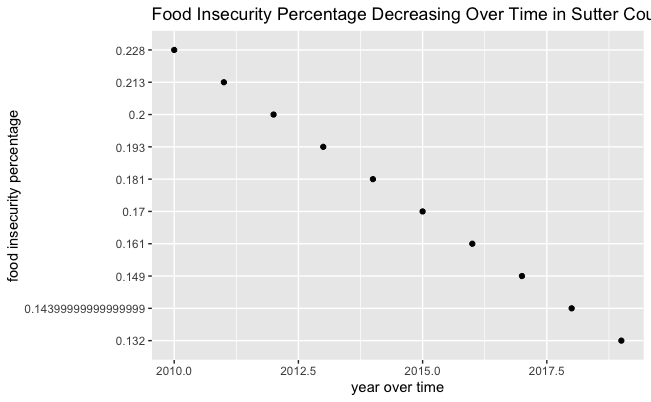 Food Insecurity Percentage Decreasing Over Time in Sutter Cou
food insecurity percentage
0.228
0.213
0.2
0.193
0.181
0.17
0.161
0.149
0.14399999999999999
0.132
2010.0 2012.5 2015.0 2017.5
year over time